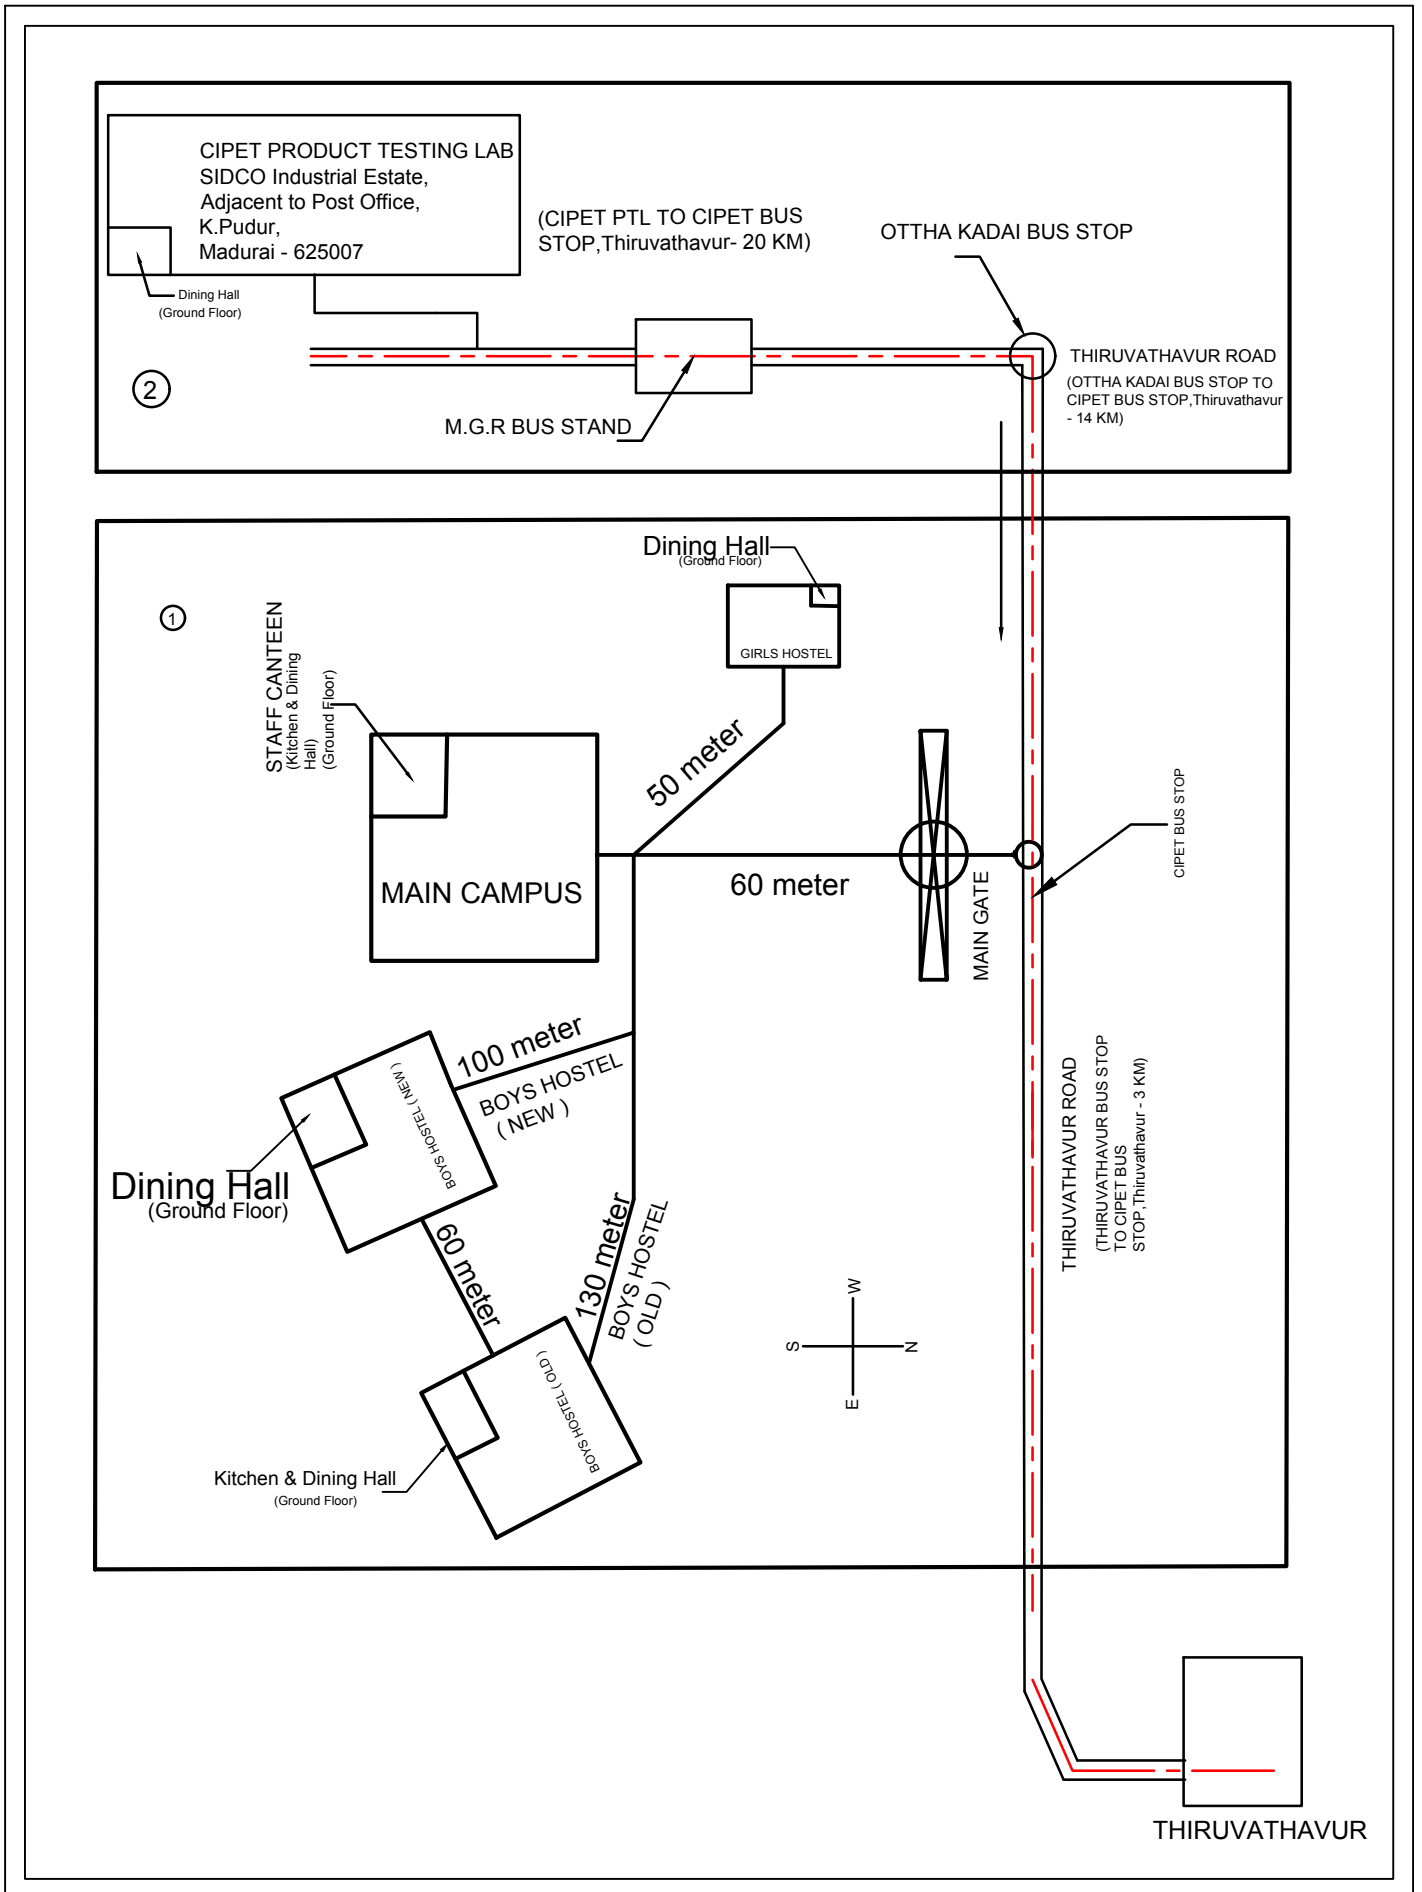 CIPET PRODUCT TESTING LAB
SIDCO Industrial Estate,
Adjacent to Post Office,
K.Pudur,
Madurai - 625007
Dining Hall
(Ground Floor)
(CIPET PTL TO CIPET BUS
STOP,Thiruvathavur- 20 KM)
OTTHA KADAI BUS STOP
THIRUVATHAVUR ROAD
(OTTHA KADAI BUS STOP TO
CIPET BUS STOP,Thiruvathavur
- 14 KM)
2
M.G.R BUS STAND
Dining Hall
(Ground Floor)
1
GIRLS HOSTEL
STAFF CANTEEN
(Kitchen & Dining
Hall)
(Ground Floor)
50 meter
MAIN CAMPUS
60 meter
MAIN GATE
CIPET BUS STOP
100 meter
BOYS HOSTEL
( NEW )
BOYS HOSTEL ( NEW )
Dining Hall
(Ground Floor)
60 meter
130 meter
BOYS HOSTEL
( OLD )
BOYS HOSTEL ( OLD )
Kitchen & Dining Hall
(Ground Floor)
W
S
N
E
THIRUVATHAVUR ROAD
(THIRUVATHAVUR BUS STOP
TO CIPET BUS
STOP,Thiruvathavur - 3 KM)
THIRUVATHAVUR